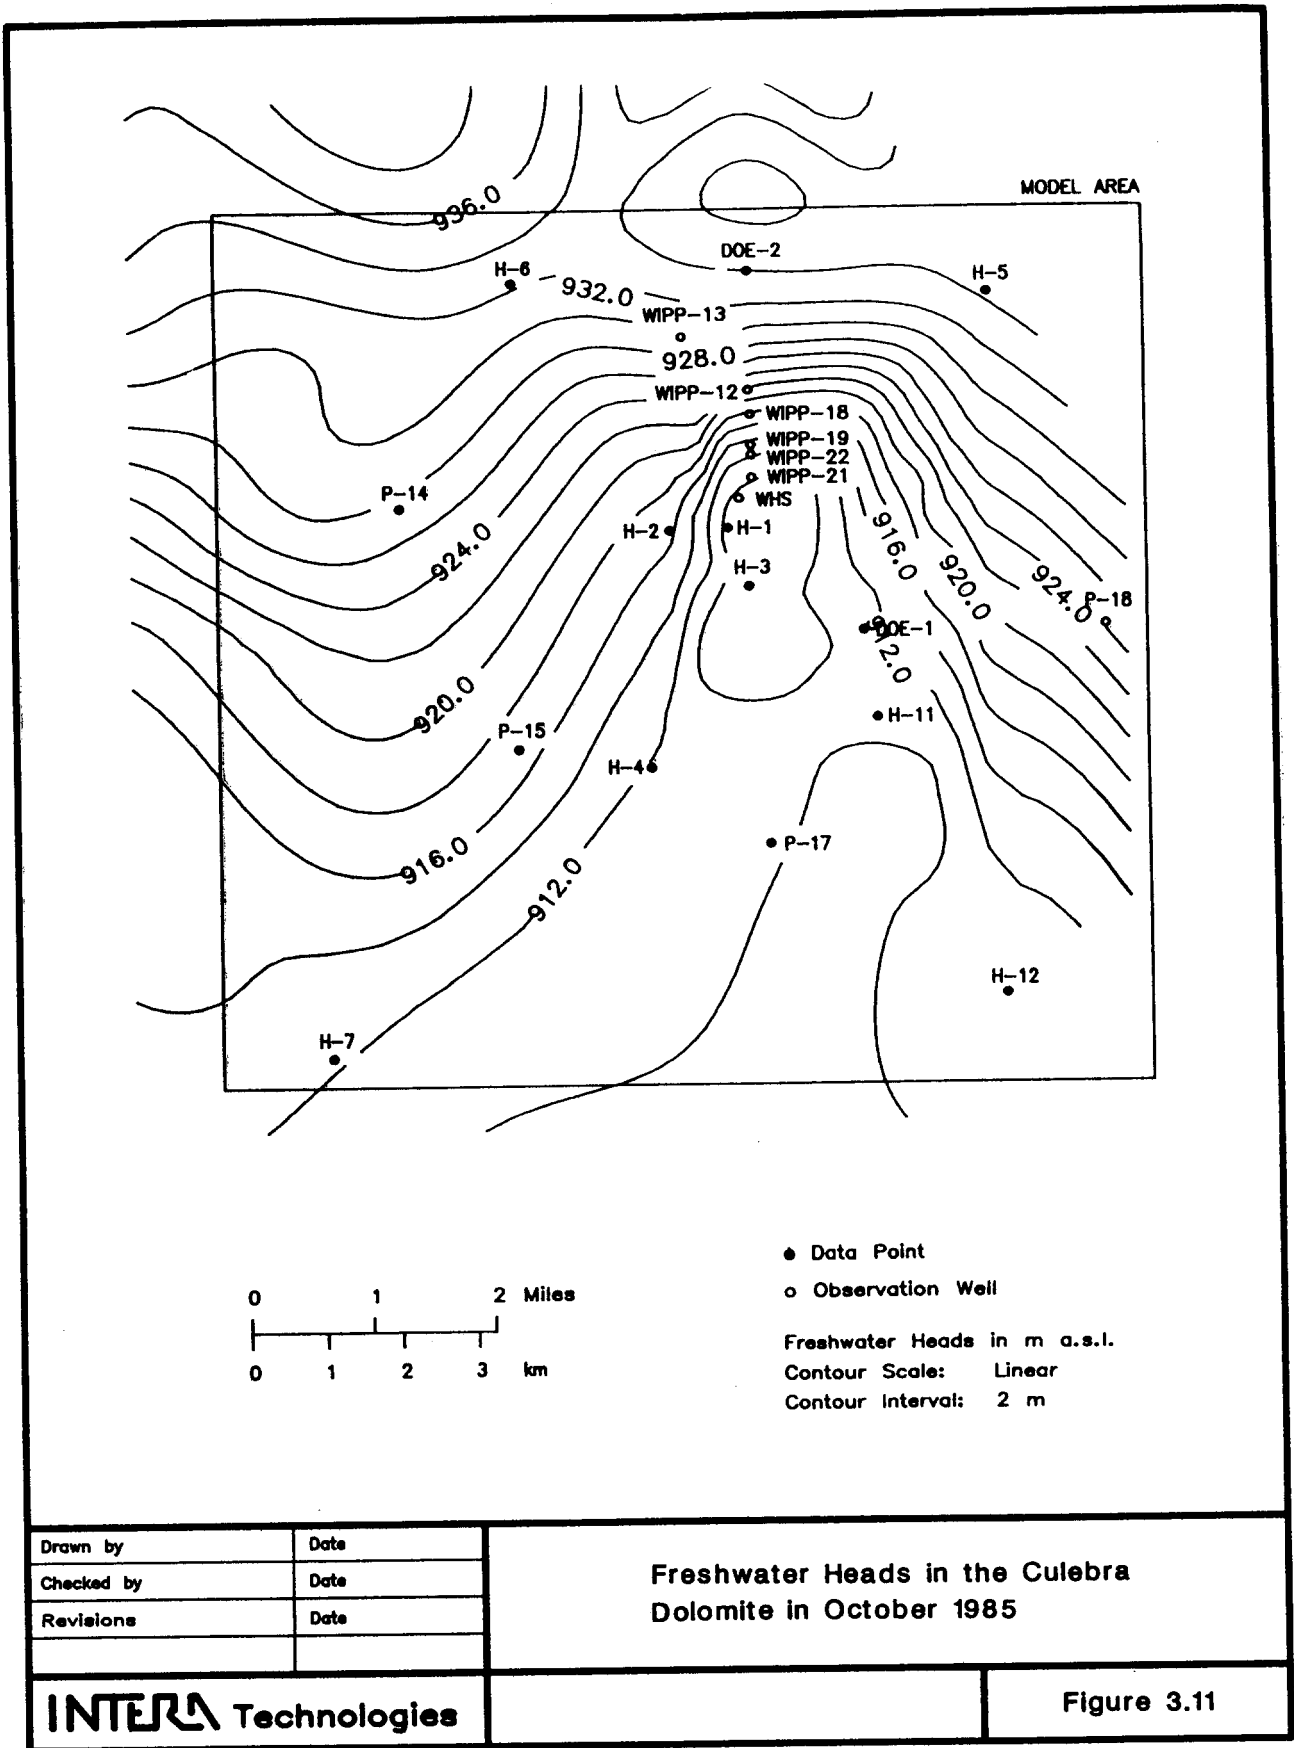 MODEL AREA
936.0
DOE-2
H-6
H-5
932.0
WIPP-13
928.0
WIPP-12
WIPP-18
WIPP-19
WIPP-22
WIPP-21
WHS
P-14
H-2
H-1
916.0
924.0
H-3
920.0
924.0
P-18
DOE-1
912.0
920.0
H-11
P-15
H-4
P-17
916.0
912.0
H-12
H-7
Data Point
Observation Well
0 1 2 Miles
0 1 2 3 km
Freshwater Heads in m a.s.l.
Contour Scale: Linear
Contour Interval: 2 m
Drawn by Date
Checked by Date
Revisions Date
Freshwater Heads in the Culebra
Dolomite in October 1985
INTERA Technologies
Figure 3.11